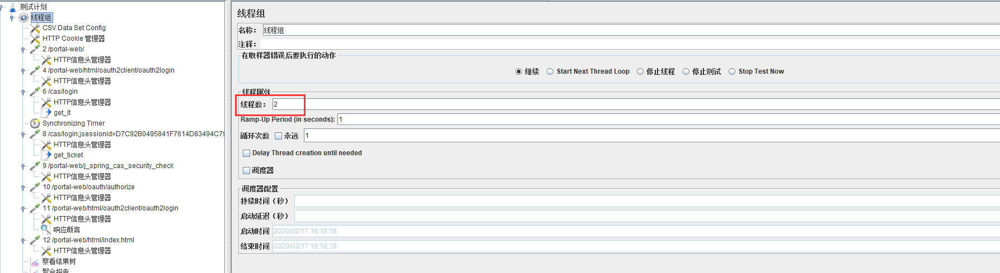 测试计划
线程组
CSV Data Set Config
HTTP Cookie 管理器
2 /portal-web/
HTTP信息头管理器
4 /portal-web/html/oauth2client/oauth2login
HTTP信息头管理器
6 /cas/login
HTTP信息头管理器
get_lt
Synchronizing Timer
8 /cas/login;jsessionid=D7C92B0495841F7614D83494C79
HTTP信息头管理器
get_ticket
9 /portal-web/j_spring_cas_security_check
HTTP信息头管理器
10 /portal-web/oauth/authorize
HTTP信息头管理器
11 /portal-web/html/oauth2client/oauth2login
HTTP信息头管理器
响应断言
12 /portal-web/html/index.html
HTTP信息头管理器
察看结果树
聚合报告
线程组
名称： 线程组
注释：
在取样器错误后要执行的动作
继续 Start Next Thread Loop 停止线程 停止测试 Stop Test Now
线程属性
线程数： 2
Ramp-Up Period (in seconds): 1
循环次数 永远 1
Delay Thread creation until needed
调度器
调度器配置
持续时间（秒）
启动延迟（秒）
启动时间 2020/02/17 16:18:18
结束时间 2020/02/17 16:18:18